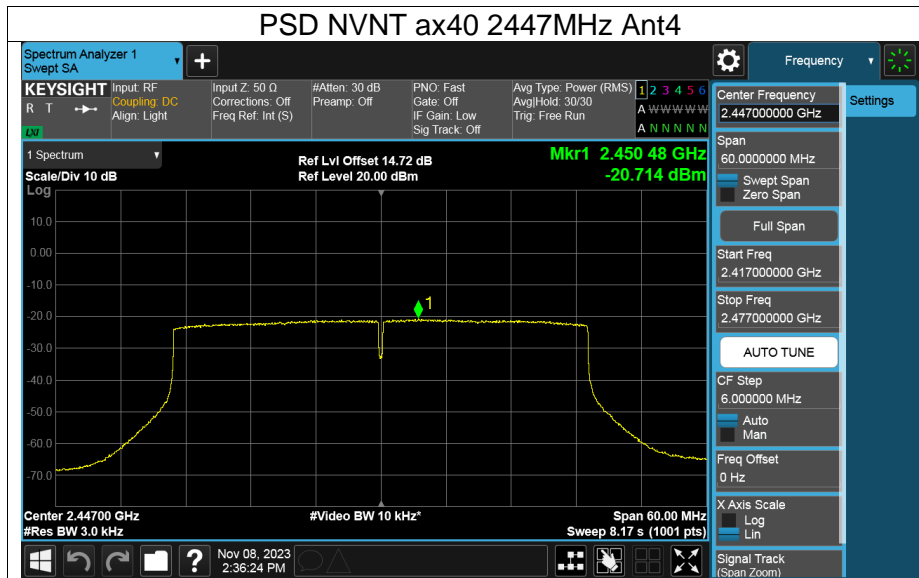 PSD NVNT ax40 2447MHz Ant4
Spectrum Analyzer 1
Swept SA
+
Frequency
KEYSIGHT
R T
LXI
Input: RF
Coupling: DC
Align: Light
Input Z: 50 Ω
Corrections: Off
Freq Ref: Int (S)
#Atten: 30 dB
Preamp: Off
PNO: Fast
Gate: Off
IF Gain: Low
Sig Track: Off
Avg Type: Power (RMS)
Avg|Hold: 30/30
Trig: Free Run
1 2 3 4 5 6
A W W W W W
A N N N N N
1 Spectrum
Scale/Div 10 dB
Ref Lvl Offset 14.72 dB
Ref Level 20.00 dBm
Mkr1 2.450 48 GHz
-20.714 dBm
Log
10.0
0.00
-10.0
-20.0
-30.0
-40.0
-50.0
-60.0
-70.0
1
Center 2.44700 GHz
#Res BW 3.0 kHz
#Video BW 10 kHz*
Span 60.00 MHz
Sweep 8.17 s (1001 pts)
?
Nov 08, 2023
2:36:24 PM
Center Frequency
2.447000000 GHz
Settings
Span
60.0000000 MHz
Swept Span
Zero Span
Full Span
Start Freq
2.417000000 GHz
Stop Freq
2.477000000 GHz
AUTO TUNE
CF Step
6.000000 MHz
Auto
Man
Freq Offset
0 Hz
X Axis Scale
Log
Lin
Signal Track
(Span Zoom)